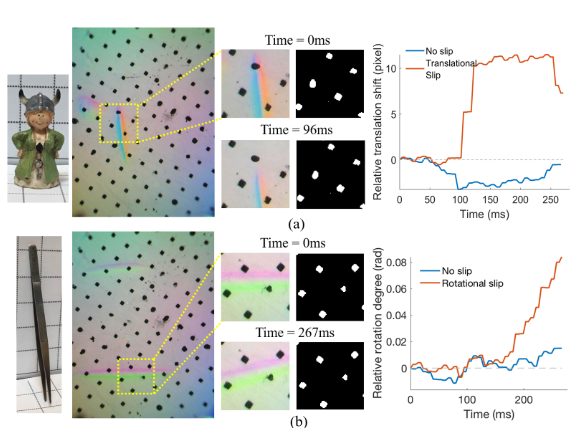 Time = 0ms
Time = 96ms
Relative translation shift (pixel)
10
5
0
No slip
Translational
Slip
0
50
100
150
200
250
Time (ms)
(a)
Time = 0ms
Time = 267ms
Relative rotation degree (rad)
0.08
0.06
0.04
0.02
0
No slip
Rotational slip
0
100
200
Time (ms)
(b)